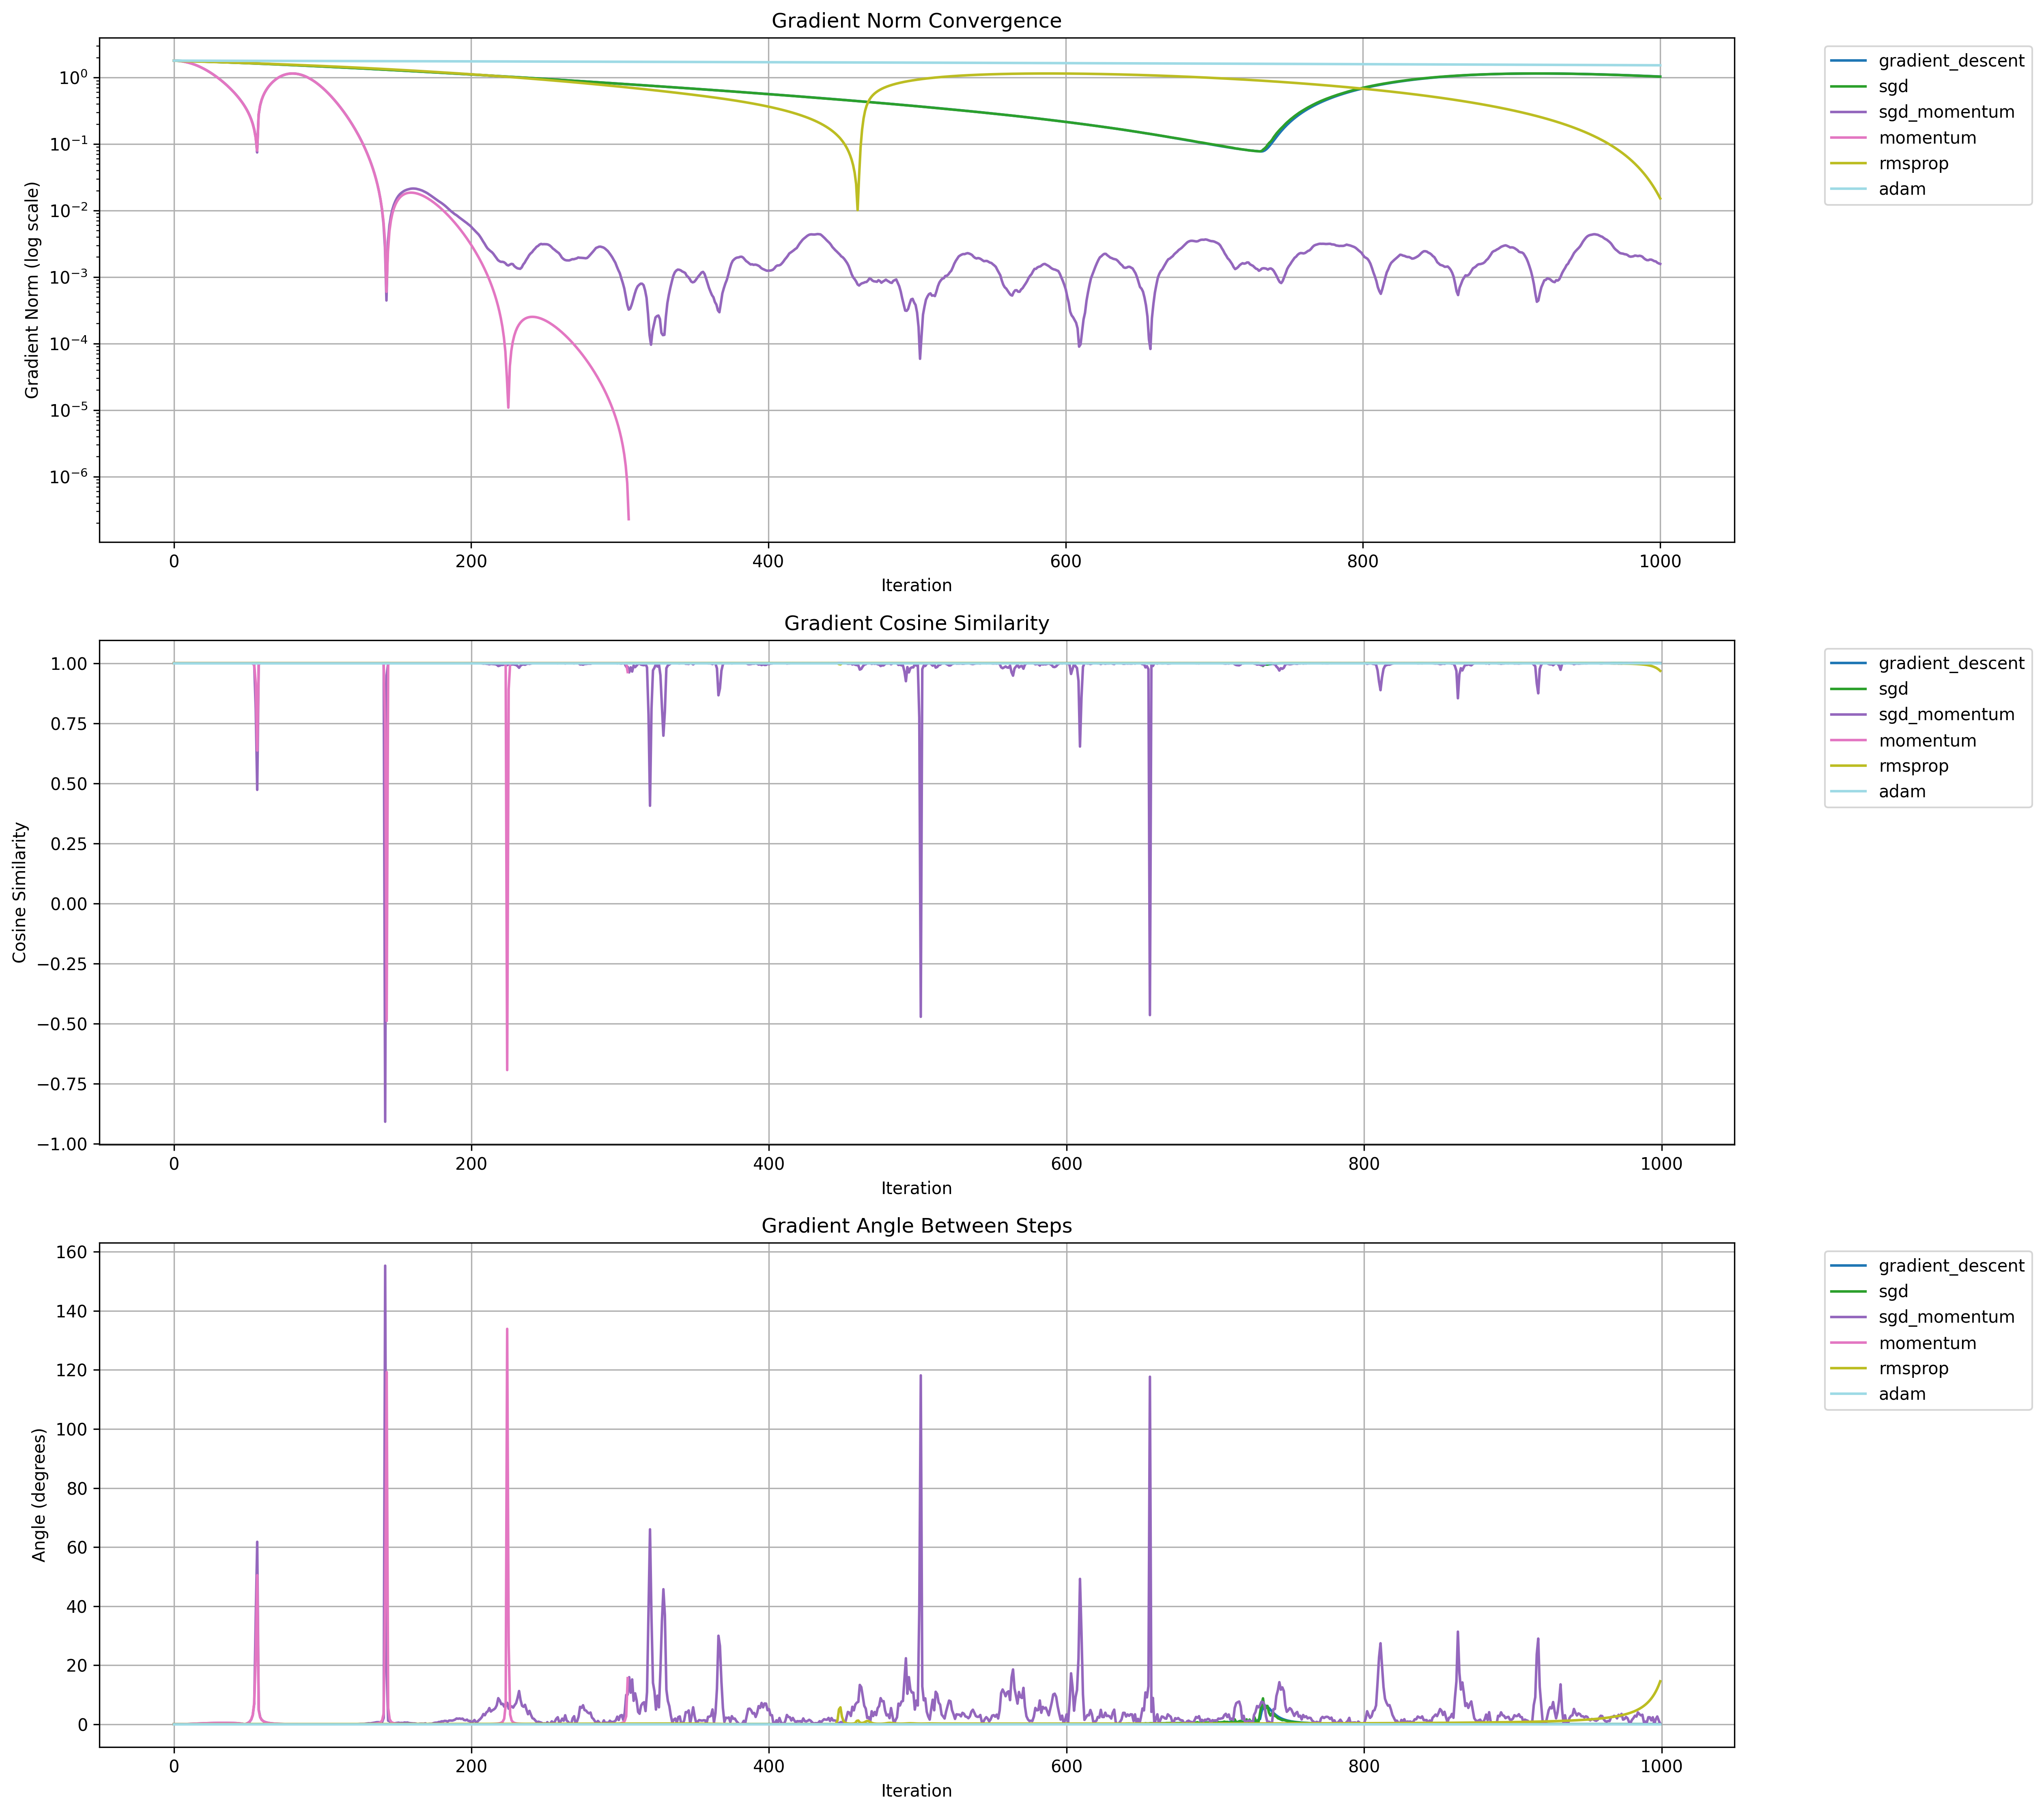 Gradient Norm Convergence
Gradient Norm (log scale)
10⁰
10⁻¹
10⁻²
10⁻³
10⁻⁴
10⁻⁵
10⁻⁶
0 200 400 600 800 1000
Iteration
gradient_descent
sgd
sgd_momentum
momentum
rmsprop
adam
Gradient Cosine Similarity
Cosine Similarity
1.00
0.75
0.50
0.25
0.00
−0.25
−0.50
−0.75
−1.00
0 200 400 600 800 1000
Iteration
gradient_descent
sgd
sgd_momentum
momentum
rmsprop
adam
Gradient Angle Between Steps
Angle (degrees)
160
140
120
100
80
60
40
20
0
0 200 400 600 800 1000
Iteration
gradient_descent
sgd
sgd_momentum
momentum
rmsprop
adam